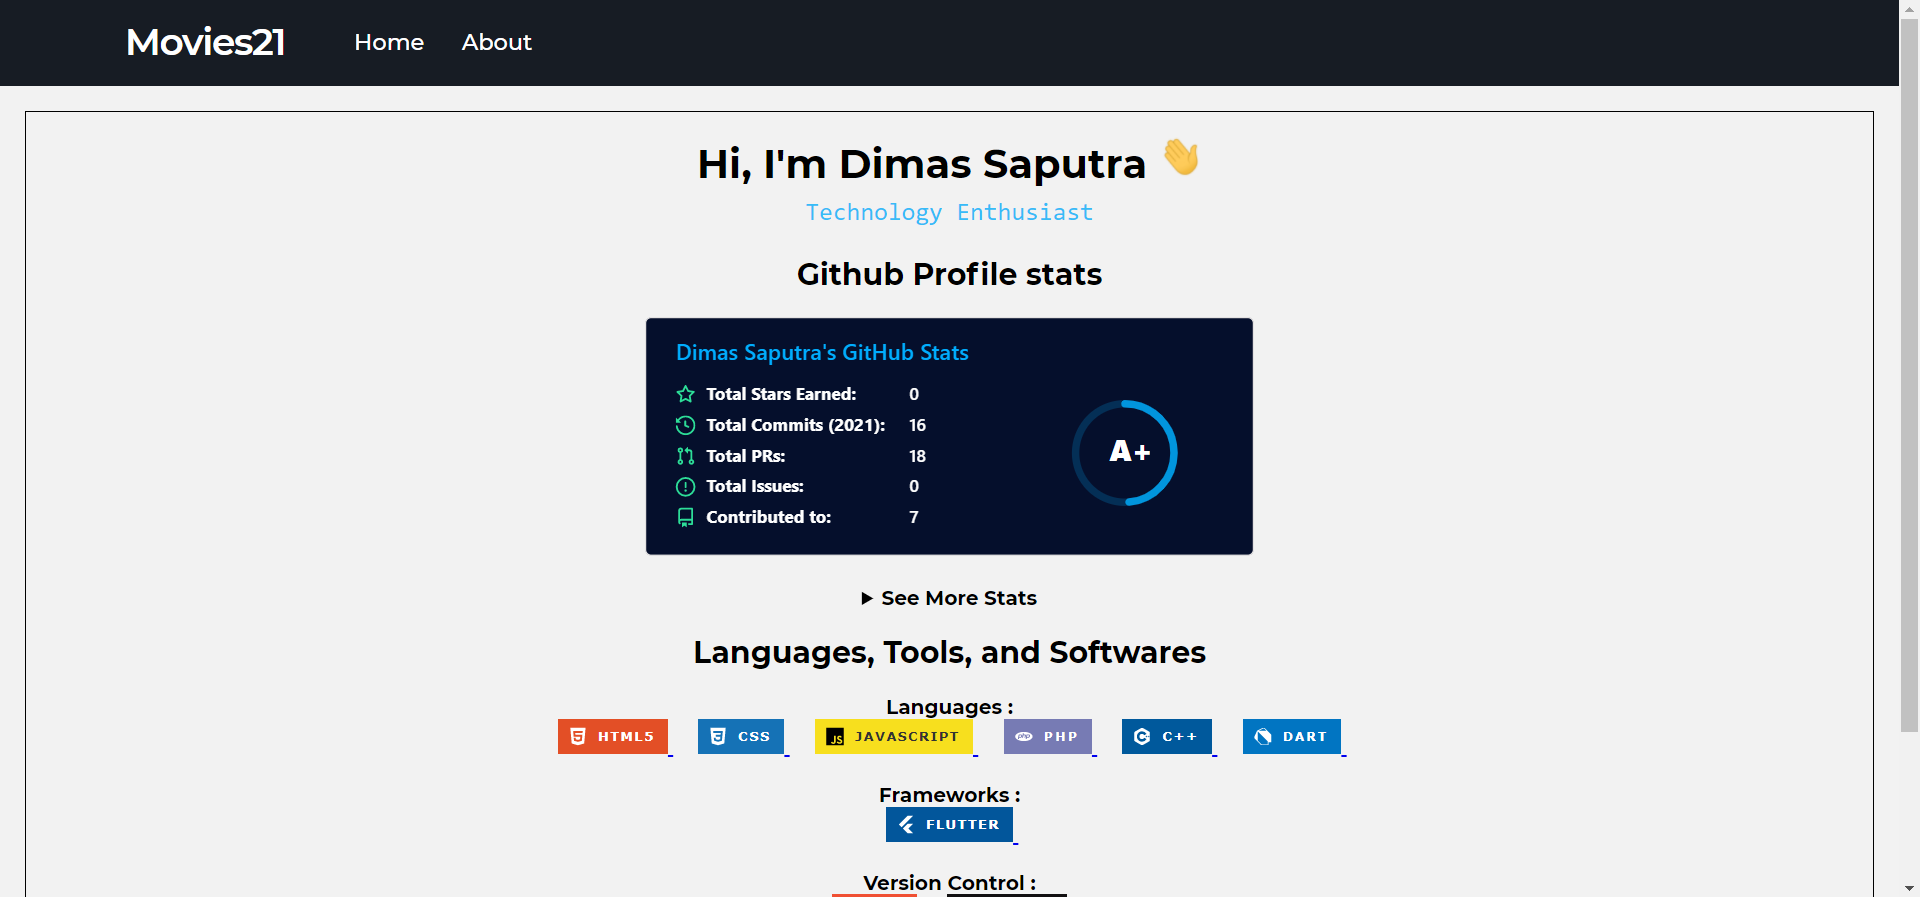 Movies21 Home About
Hi, I'm Dimas Saputra
Technology Enthusiast
Github Profile stats
Dimas Saputra's GitHub Stats
Total Stars Earned: 0
Total Commits (2021): 16
Total PRs: 18
Total Issues: 0
Contributed to: 7
A+
See More Stats
Languages, Tools, and Softwares
Languages :
HTML5 CSS JS JAVASCRIPT php PHP C++ DART
Frameworks :
FLUTTER
Version Control :